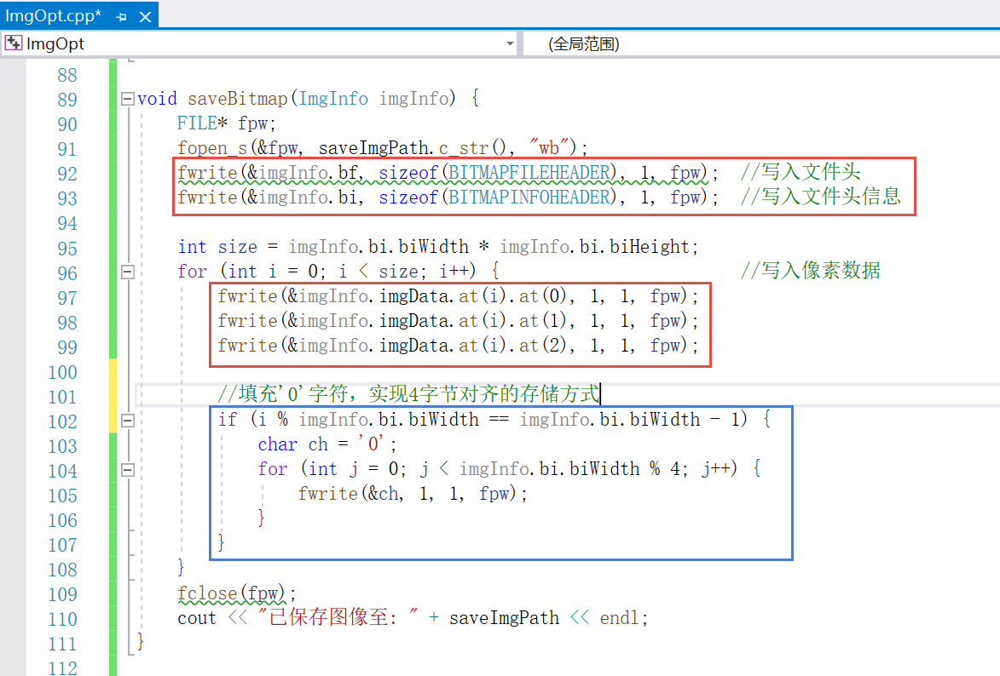 ImgOpt.cpp*
ImgOpt (全局范围)
88
89 void saveBitmap(ImgInfo imgInfo) {
90 FILE* fpw;
91 fopen_s(&fpw, saveImgPath.c_str(), "wb");
92 fwrite(&imgInfo.bf, sizeof(BITMAPFILEHEADER), 1, fpw); //写入文件头
93 fwrite(&imgInfo.bi, sizeof(BITMAPINFOHEADER), 1, fpw); //写入文件头信息
94
95 int size = imgInfo.bi.biWidth * imgInfo.bi.biHeight;
96 for (int i = 0; i < size; i++) { //写入像素数据
97 fwrite(&imgInfo.imgData.at(i).at(0), 1, 1, fpw);
98 fwrite(&imgInfo.imgData.at(i).at(1), 1, 1, fpw);
99 fwrite(&imgInfo.imgData.at(i).at(2), 1, 1, fpw);
100
101 //填充'0'字符，实现4字节对齐的存储方式
102 if (i % imgInfo.bi.biWidth == imgInfo.bi.biWidth - 1) {
103 char ch = '0';
104 for (int j = 0; j < imgInfo.bi.biWidth % 4; j++) {
105 fwrite(&ch, 1, 1, fpw);
106 }
107 }
108 }
109 fclose(fpw);
110 cout << "已保存图像至: " + saveImgPath << endl;
111 }
112